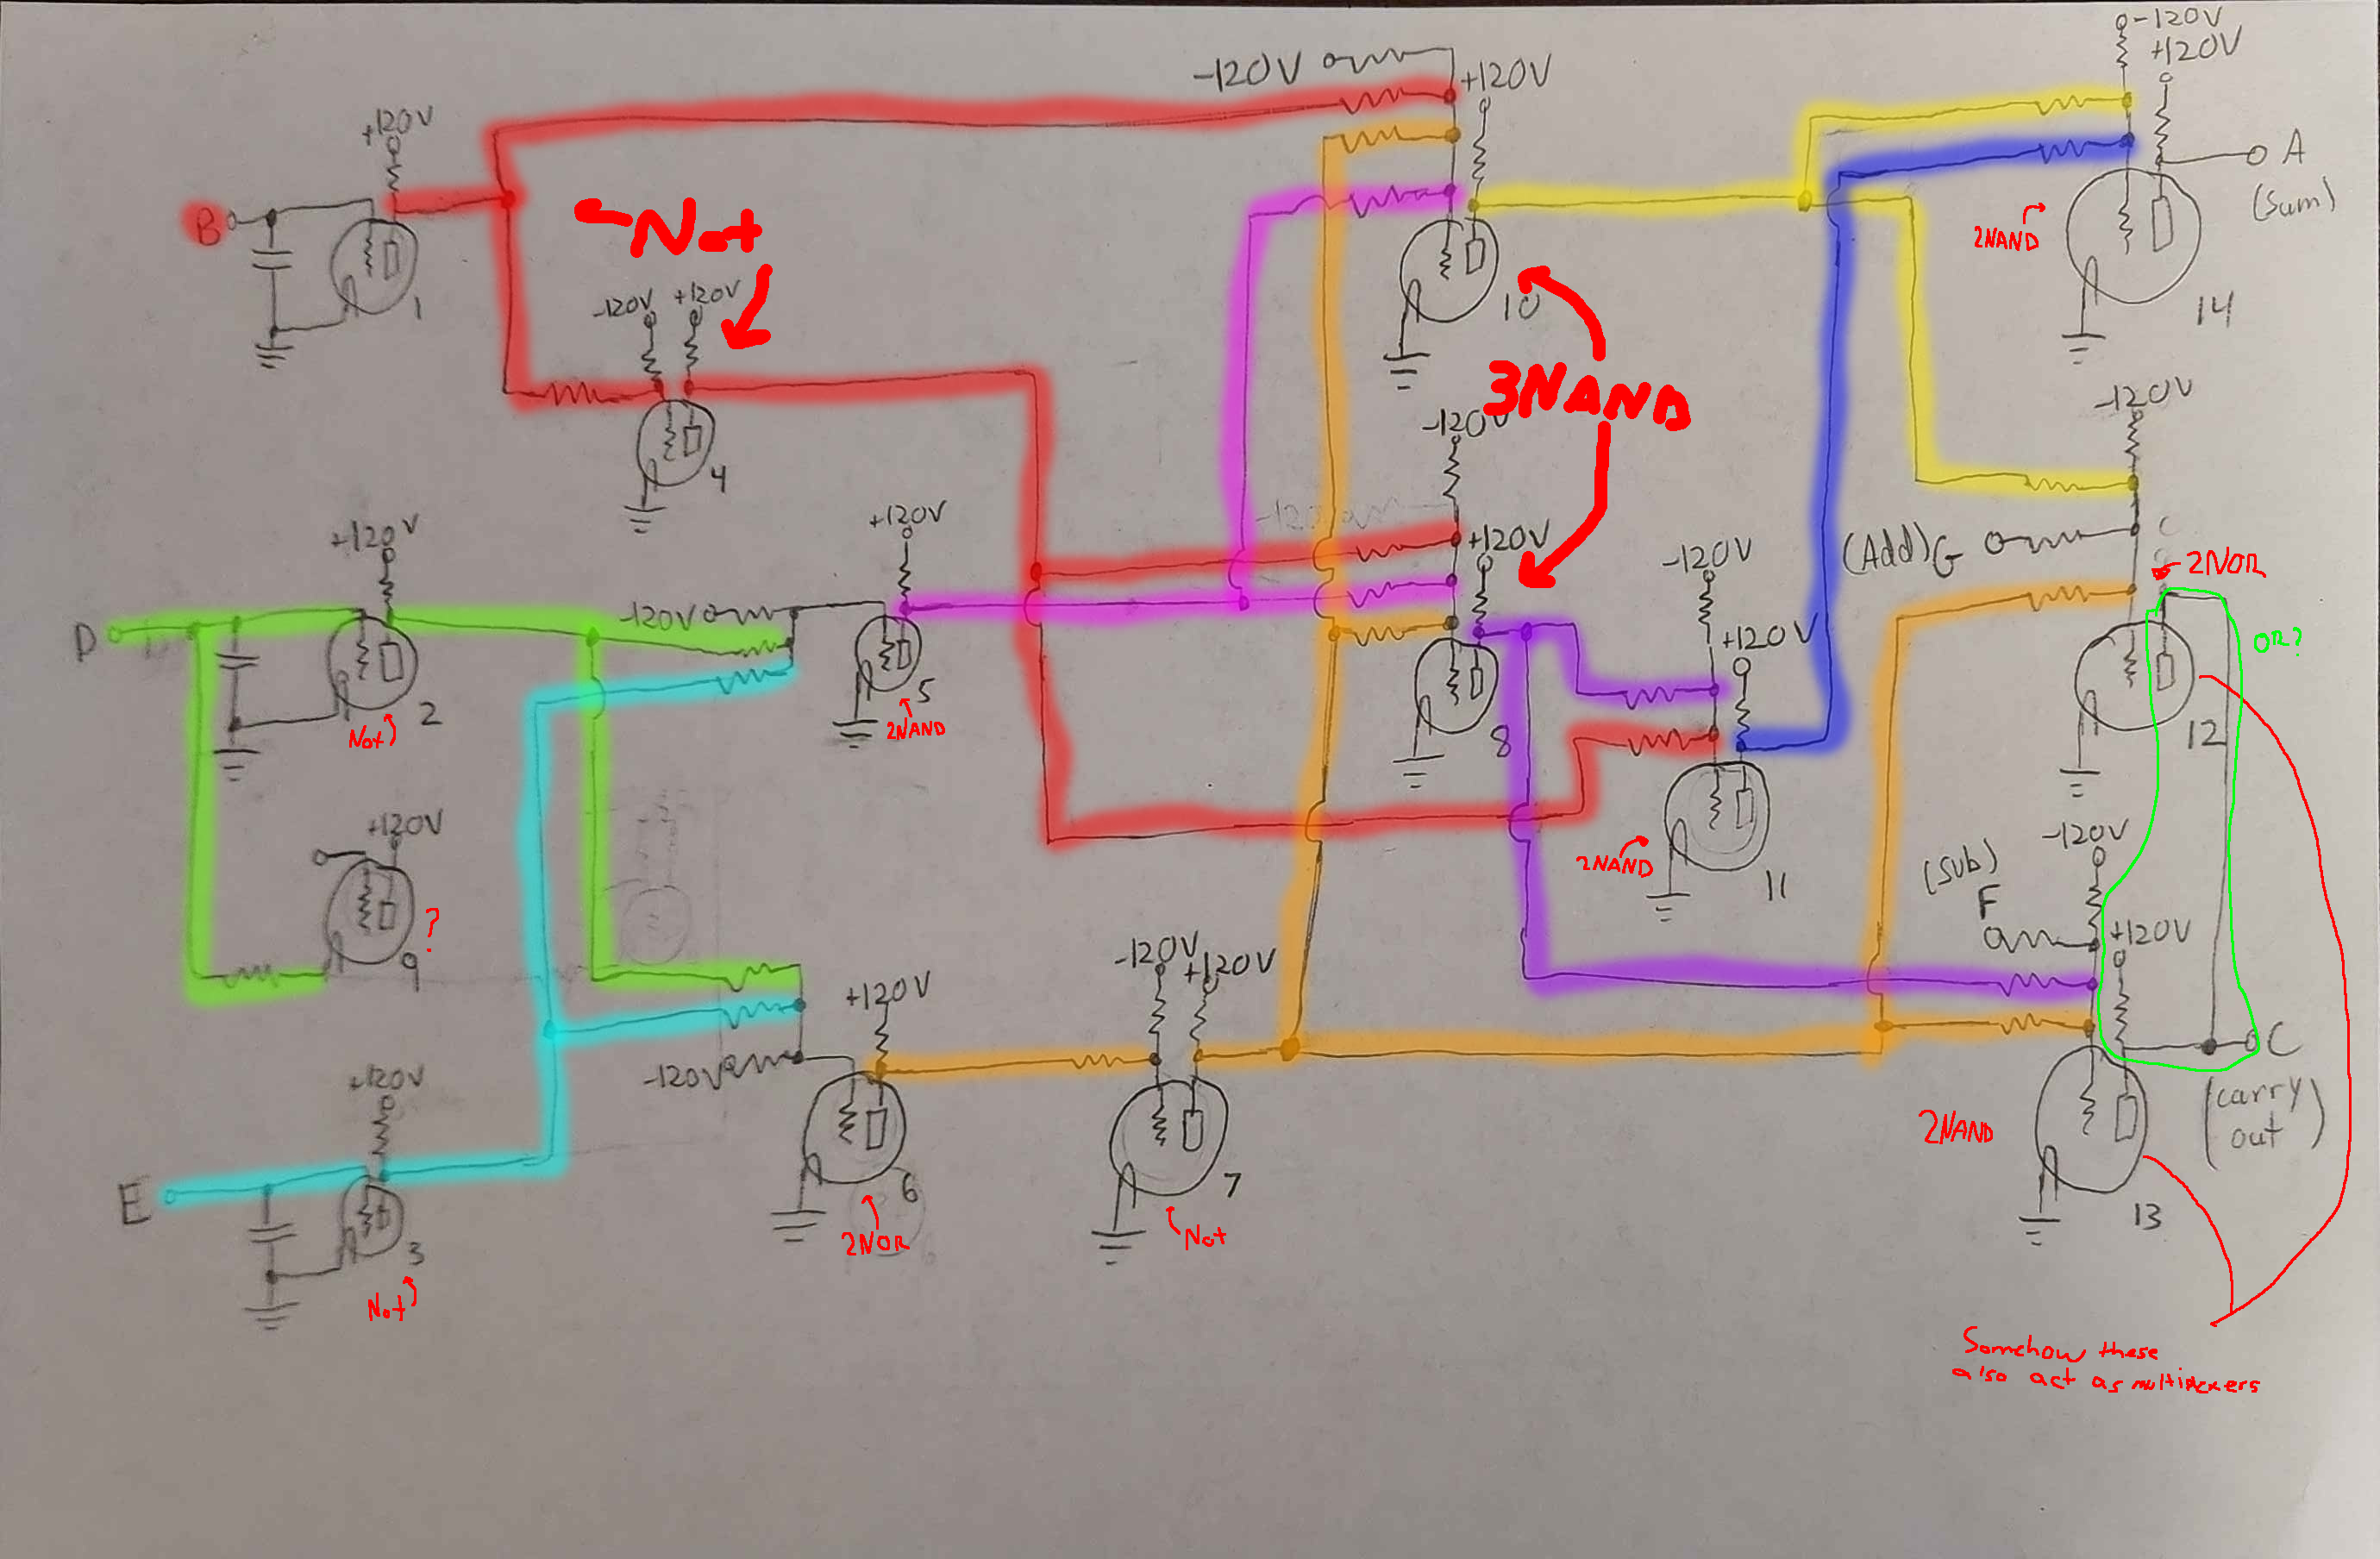 -120V
+120V
-120V
+120V
+120V
B
1
Not
-120V
+120V
4
10
3NAND
2NAND
A
(Sum)
14
-120V
-120V
+120V
+120V
-120V
+120V
(Add)G
2NOR
OR?
D
-120V
+120V
2
Not
5
2NAND
8
12
+120V
?
9
2NAND
11
-120V
(Sub)
F
+120V
-120V
+120V
+120V
-120V
C
(carry
out)
2NAND
13
+120V
E
3
Not
6
2NOR
7
Not
Somehow these
also act as multiplexers